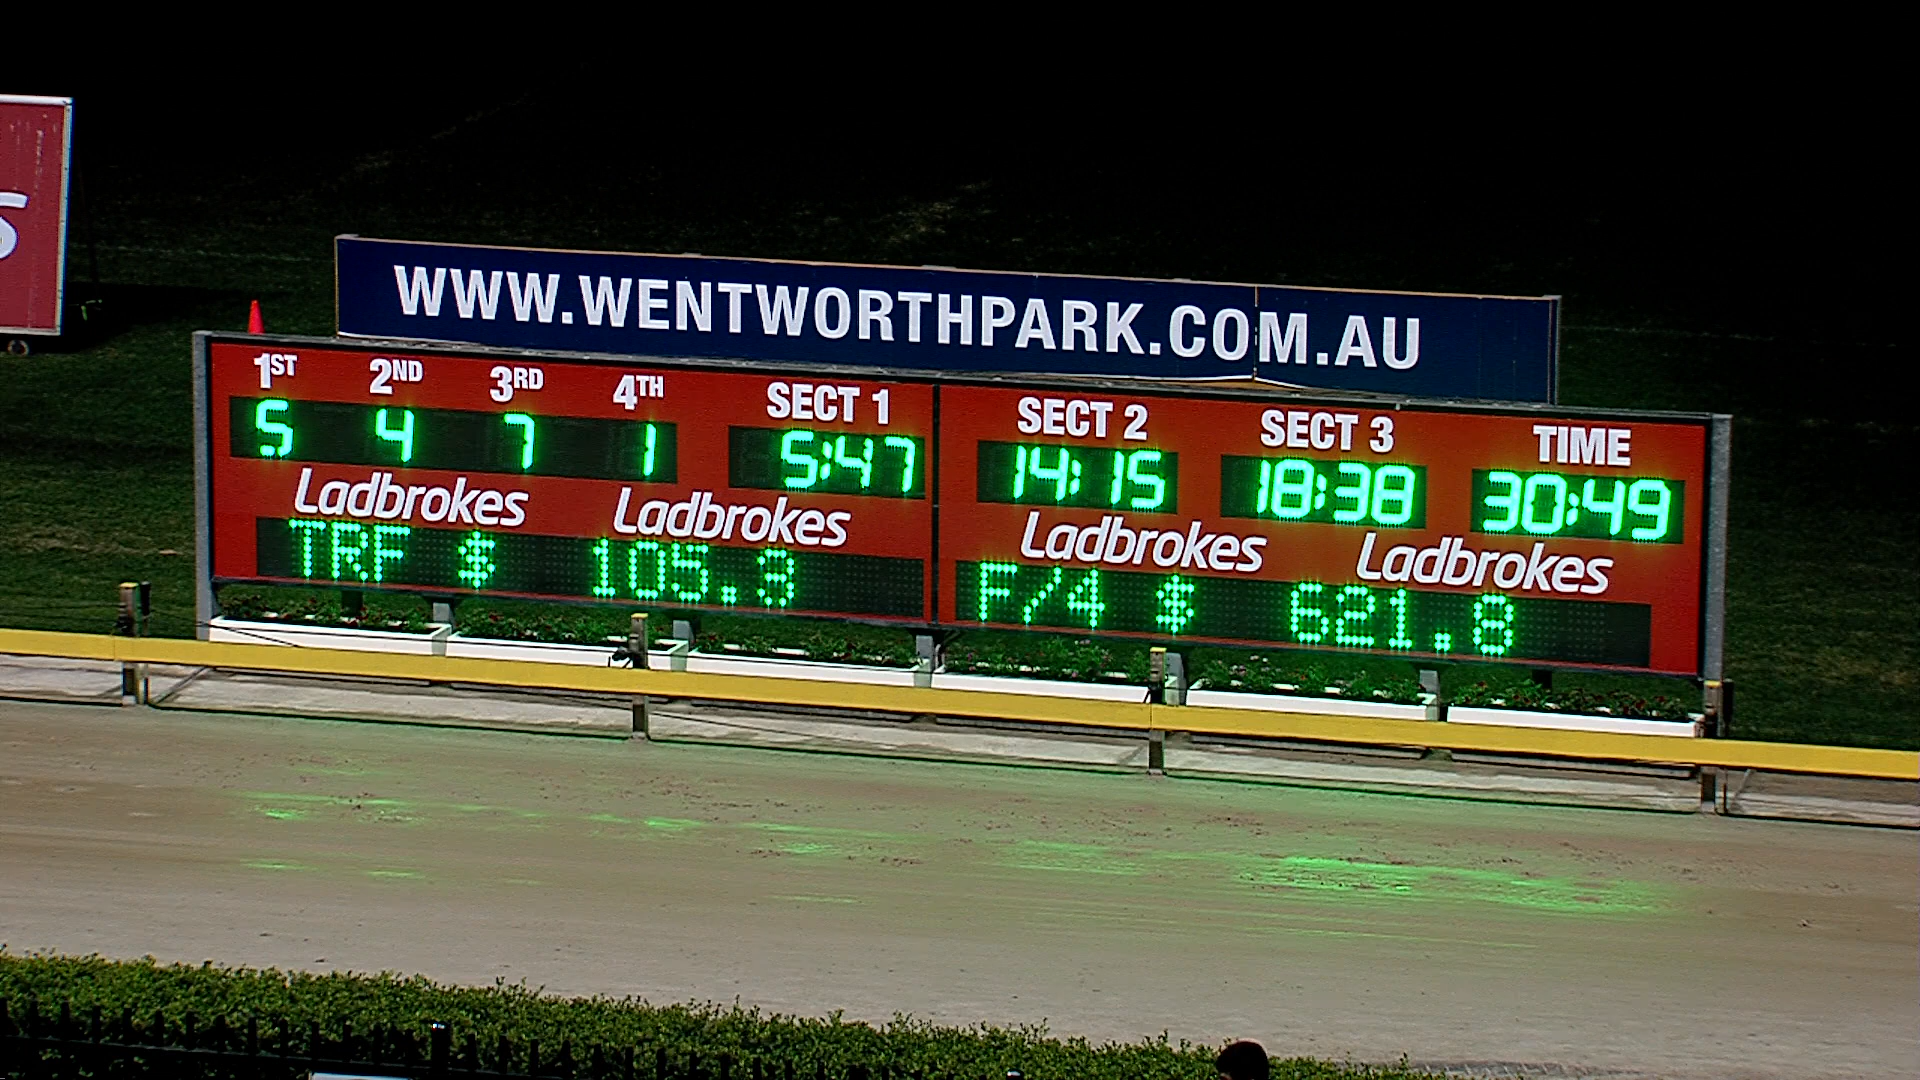 WWW.WENTWORTHPARK.COM.AU
1ST 2ND 3RD 4TH SECT 1 SECT 2 SECT 3 TIME
5 4 7 1 5:47 14:15 18:38 30:49
Ladbrokes Ladbrokes Ladbrokes Ladbrokes
TRF $ 105.3 F/4 $ 621.8